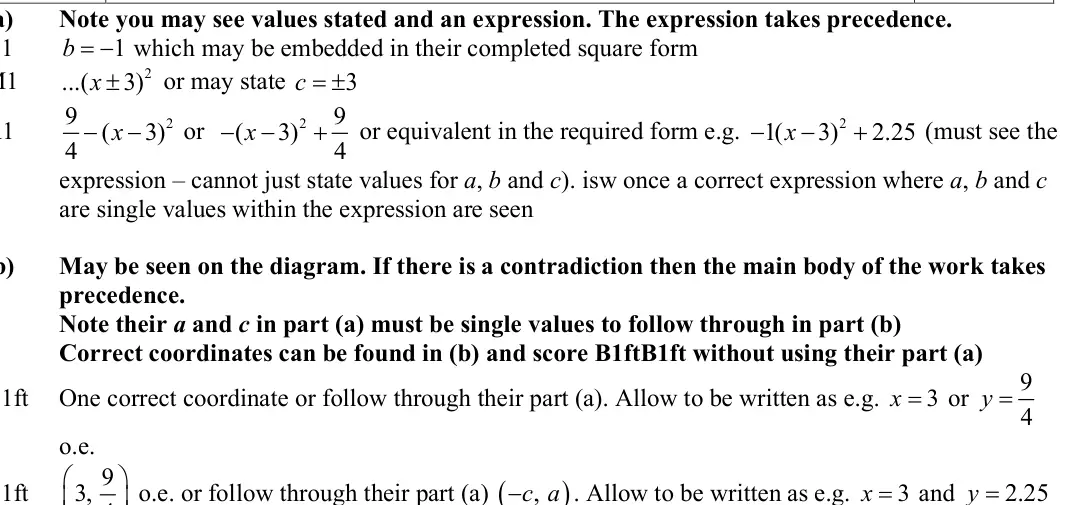 a) Note you may see values stated and an expression. The expression takes precedence.
1 b = −1 which may be embedded in their completed square form
M1 ...(x ± 3)² or may state c = ±3
1 9/4 − (x − 3)² or −(x − 3)² + 9/4 or equivalent in the required form e.g. −1(x − 3)² + 2.25 (must see the
expression – cannot just state values for a, b and c). isw once a correct expression where a, b and c
are single values within the expression are seen
b) May be seen on the diagram. If there is a contradiction then the main body of the work takes
precedence.
Note their a and c in part (a) must be single values to follow through in part (b)
Correct coordinates can be found in (b) and score B1ftB1ft without using their part (a)
1ft One correct coordinate or follow through their part (a). Allow to be written as e.g. x = 3 or y = 9/4
o.e.
1ft (3, 9/4) o.e. or follow through their part (a) (−c, a). Allow to be written as e.g. x = 3 and y = 2.25